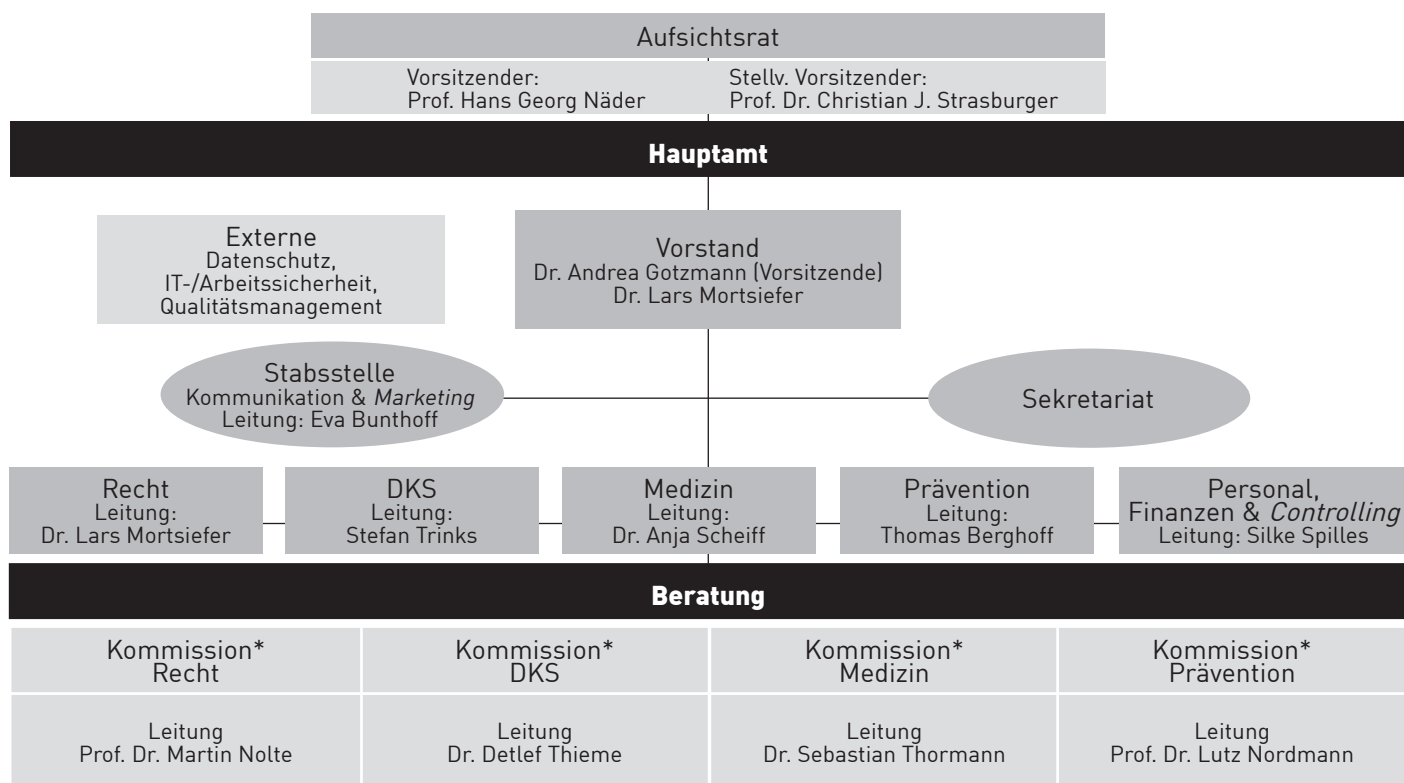 Aufsichtsrat
Vorsitzender:
Prof. Hans Georg Näder
Stellv. Vorsitzender:
Prof. Dr. Christian J. Strasburger
Hauptamt
Externe
Datenschutz,
IT-/Arbeitssicherheit,
Qualitätsmanagement
Vorstand
Dr. Andrea Gotzmann (Vorsitzende)
Dr. Lars Mortsiefer
Stabsstelle
Kommunikation & Marketing
Leitung: Eva Bunthoff
Sekretariat
Recht
Leitung:
Dr. Lars Mortsiefer
DKS
Leitung:
Stefan Trinks
Medizin
Leitung:
Dr. Anja Scheiff
Prävention
Leitung:
Thomas Berghoff
Personal,
Finanzen & Controlling
Leitung: Silke Spilles
Beratung
Kommission*
Recht
Leitung
Prof. Dr. Martin Nolte
Kommission*
DKS
Leitung
Dr. Detlef Thieme
Kommission*
Medizin
Leitung
Dr. Sebastian Thormann
Kommission*
Prävention
Leitung
Prof. Dr. Lutz Nordmann